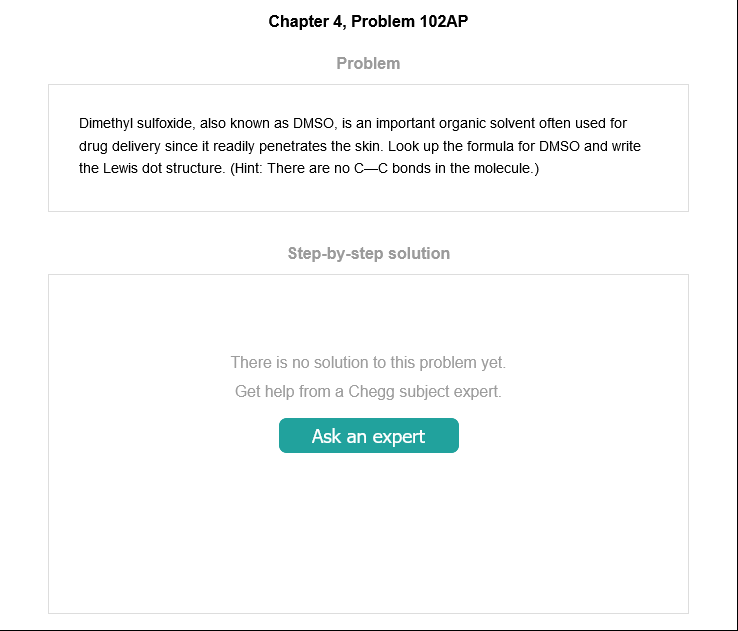 Chapter 4, Problem 102AP
Problem
Dimethyl sulfoxide, also known as DMSO, is an important organic solvent often used for
drug delivery since it readily penetrates the skin. Look up the formula for DMSO and write
the Lewis dot structure. (Hint: There are no C—C bonds in the molecule.)
Step-by-step solution
There is no solution to this problem yet.
Get help from a Chegg subject expert.
Ask an expert